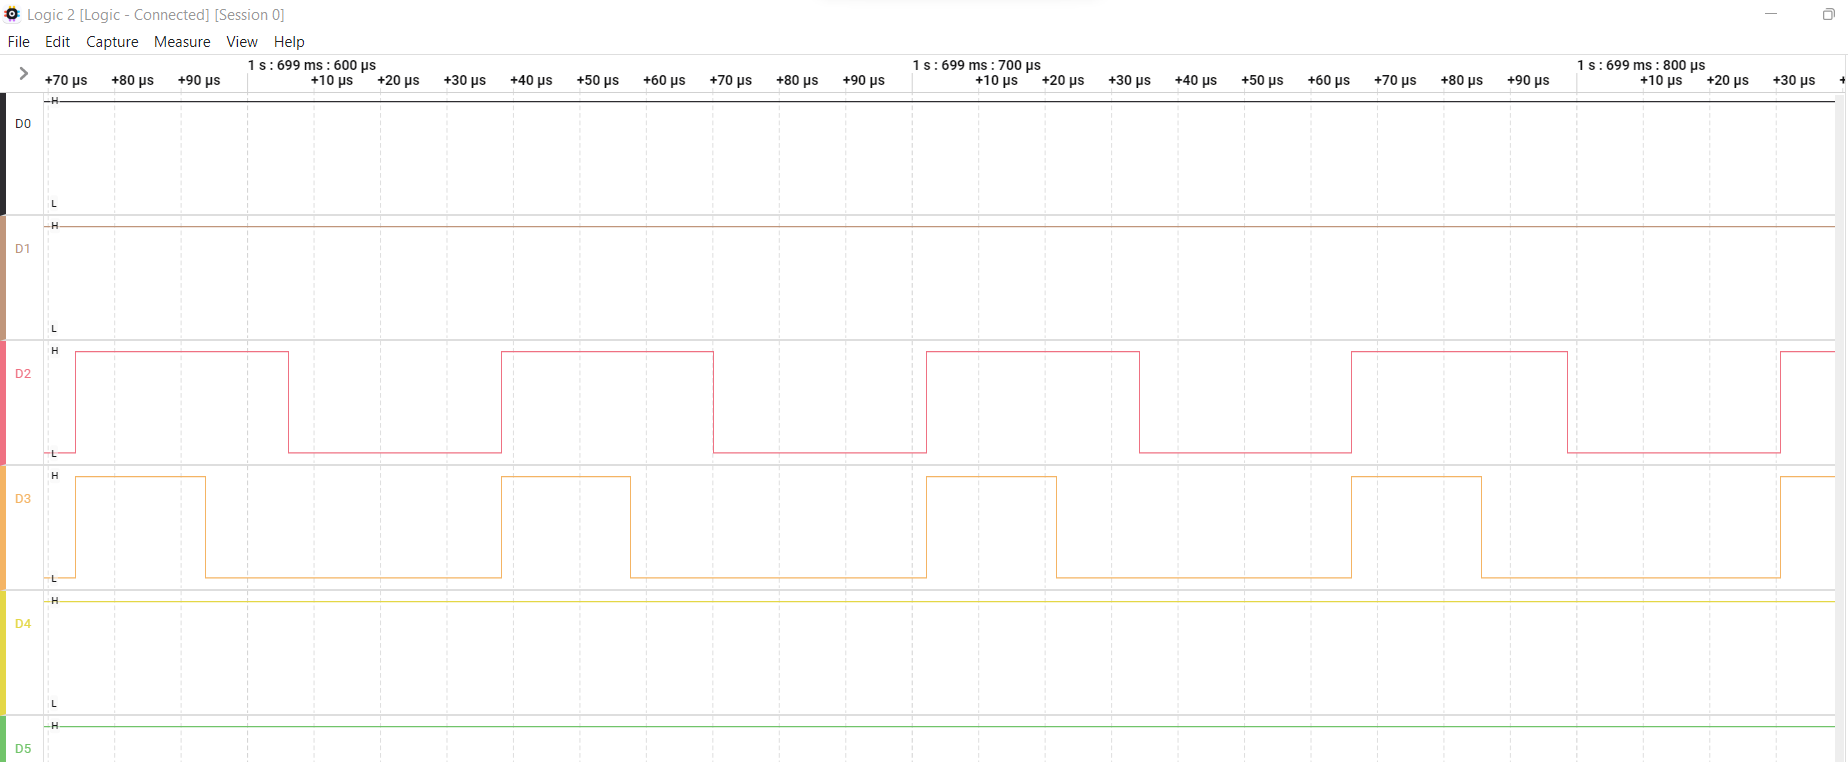 Logic 2 [Logic - Connected] [Session 0]
File Edit Capture Measure View Help
1 s : 699 ms : 600 µs 1 s : 699 ms : 700 µs 1 s : 699 ms : 800 µs
+70 µs +80 µs +90 µs +10 µs +20 µs +30 µs +40 µs +50 µs +60 µs +70 µs +80 µs +90 µs +10 µs +20 µs +30 µs +40 µs +50 µs +60 µs +70 µs +80 µs +90 µs +10 µs +20 µs +30 µs
H
D0
L
H
D1
L
H
D2
L
H
D3
L
H
D4
L
H
D5